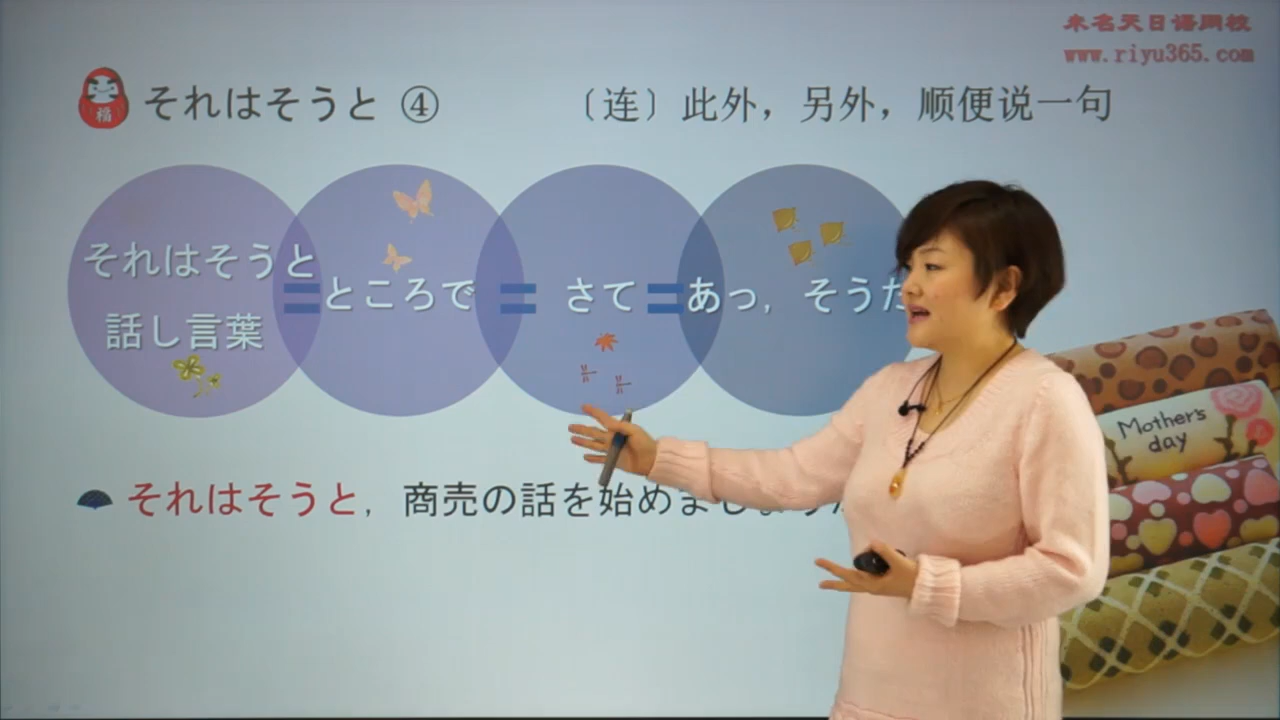 未名天日语网校
www.riyu365.com
福
それはそうと ④ 〔连〕此外，另外，顺便说一句
それはそうと
話し言葉
=
ところで
=
さて
=
あっ，そうだ
それはそうと，商売の話を始めましょうか
Mother's
day